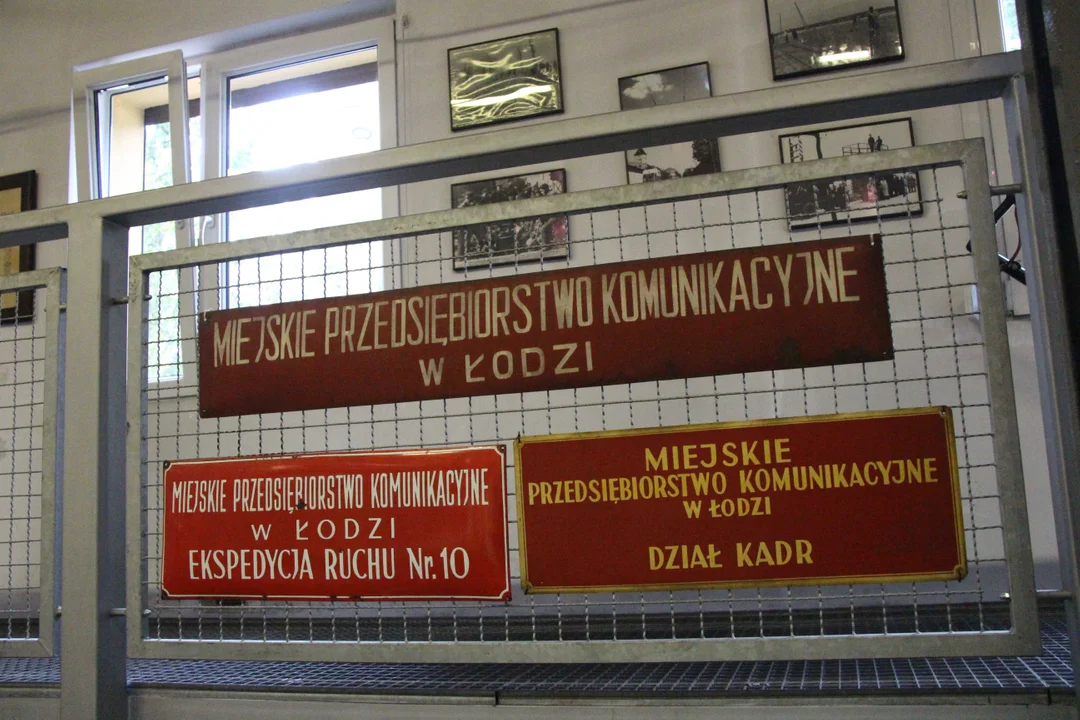 MIEJSKIE PRZEDSIĘBIORSTWO KOMUNIKACYJNE
W ŁODZI
MIEJSKIE PRZEDSIĘBIORSTWO KOMUNIKACYJNE
W ŁODZI
EKSPEDYCJA RUCHU Nr. 10
MIEJSKIE
PRZEDSIĘBIORSTWO KOMUNIKACYJNE
W ŁODZI
DZIAŁ KADR